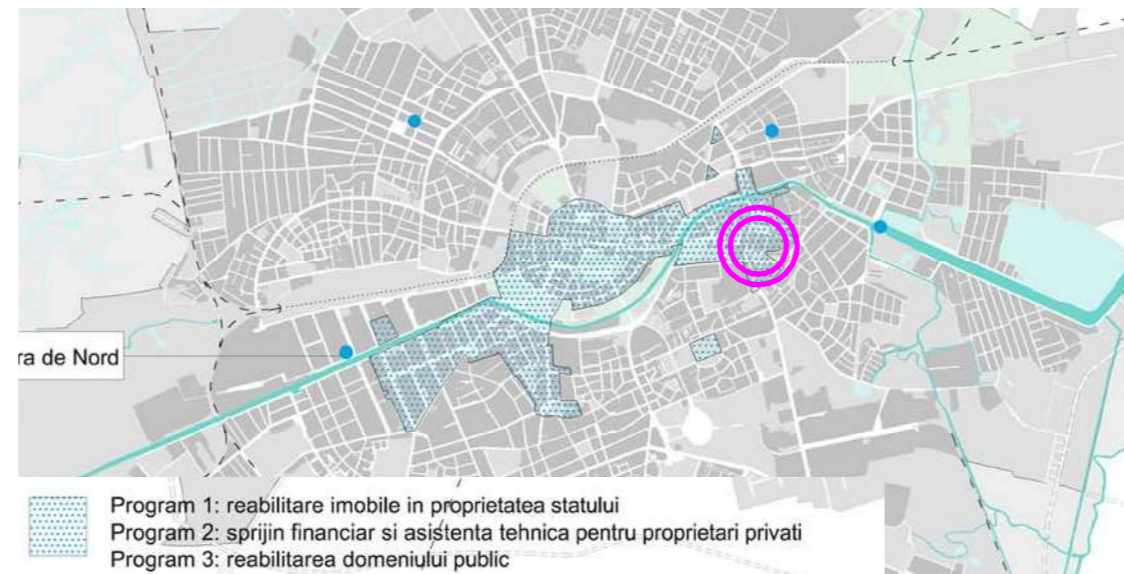 ra de Nord
Program 1: reabilitare imobile in proprietatea statului
Program 2: sprijin financiar si asistenta tehnica pentru proprietari privati
Program 3: reabilitarea domeniului public